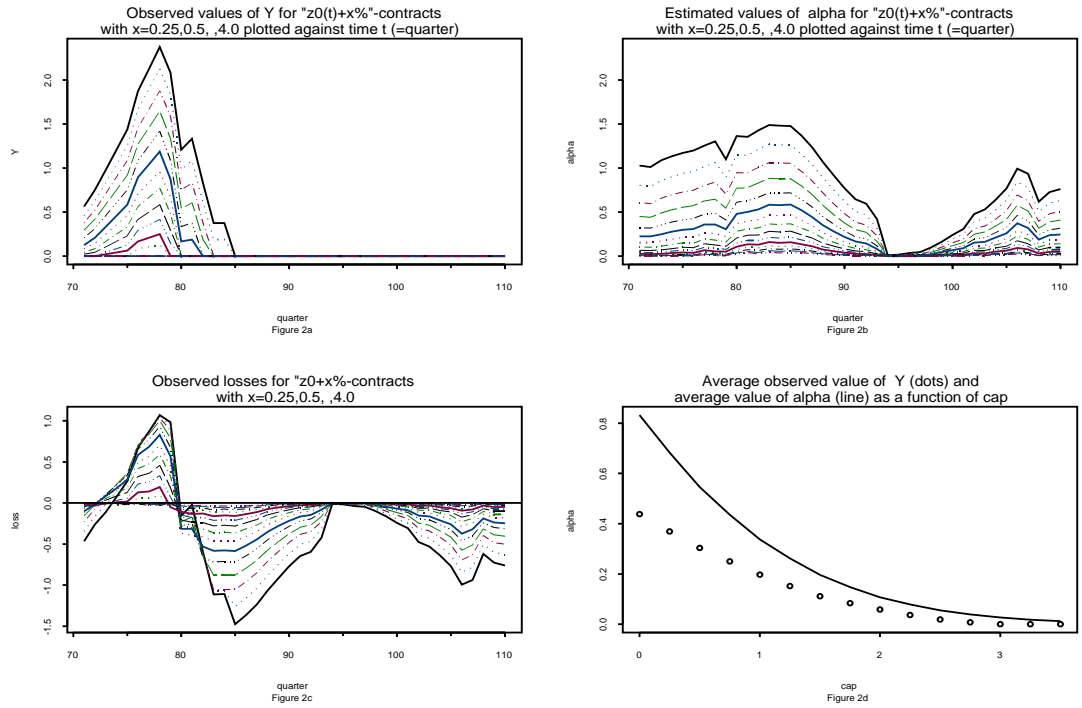 Observed values of Y for "z0(t)+x%"-contracts
with x=0.25,0.5, ,4.0 plotted against time t (=quarter)
Y
0.0
0.5
1.0
1.5
2.0
70
80
90
100
110
quarter
Figure 2a
Estimated values of alpha for "z0(t)+x%"-contracts
with x=0.25,0.5, ,4.0 plotted against time t (=quarter)
alpha
0.0
0.5
1.0
1.5
2.0
70
80
90
100
110
quarter
Figure 2b
Observed losses for "z0+x%-contracts
with x=0.25,0.5, ,4.0
loss
-1.5
-1.0
-0.5
0.0
0.5
1.0
70
80
90
100
110
quarter
Figure 2c
Average observed value of Y (dots) and
average value of alpha (line) as a function of cap
alpha
0.0
0.2
0.4
0.6
0.8
0
1
2
3
cap
Figure 2d